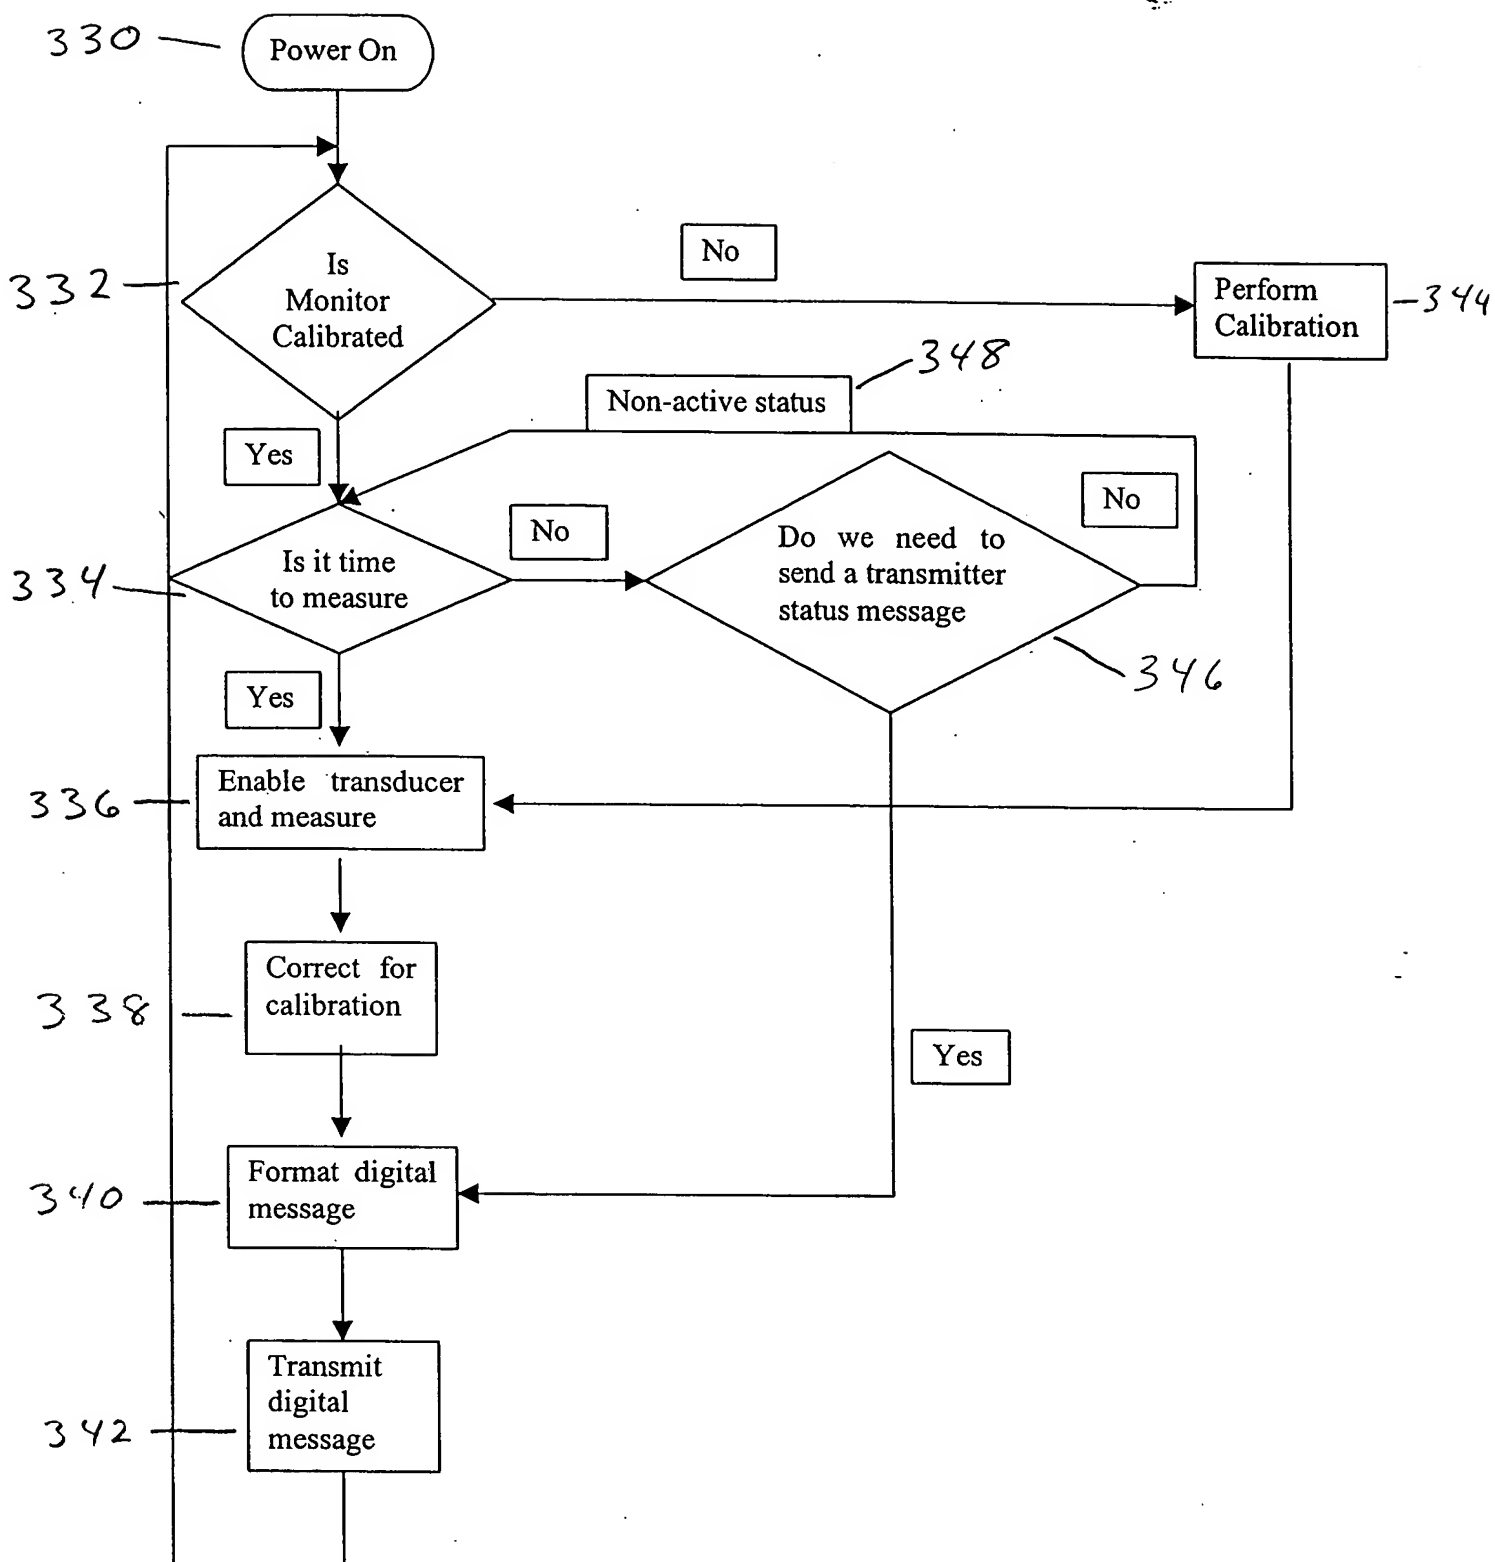 330
Power On
332
Is
Monitor
Calibrated
No
Perform
Calibration
344
348
Non-active status
Yes
No
No
334
Is it time
to measure
Do we need to
send a transmitter
status message
346
Yes
336
Enable transducer
and measure
338
Correct for
calibration
Yes
340
Format digital
message
342
Transmit
digital
message